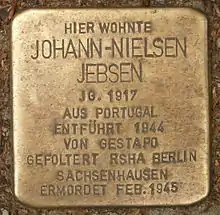 HIER WOHNTE
JOHANN-NIELSEN
JEBSEN
JG. 1917
AUS PORTUGAL
ENTFÜHRT 1944
VON GESTAPO
GEFOLTERT RSHA BERLIN
SACHSENHAUSEN
ERMORDET FEB.1945